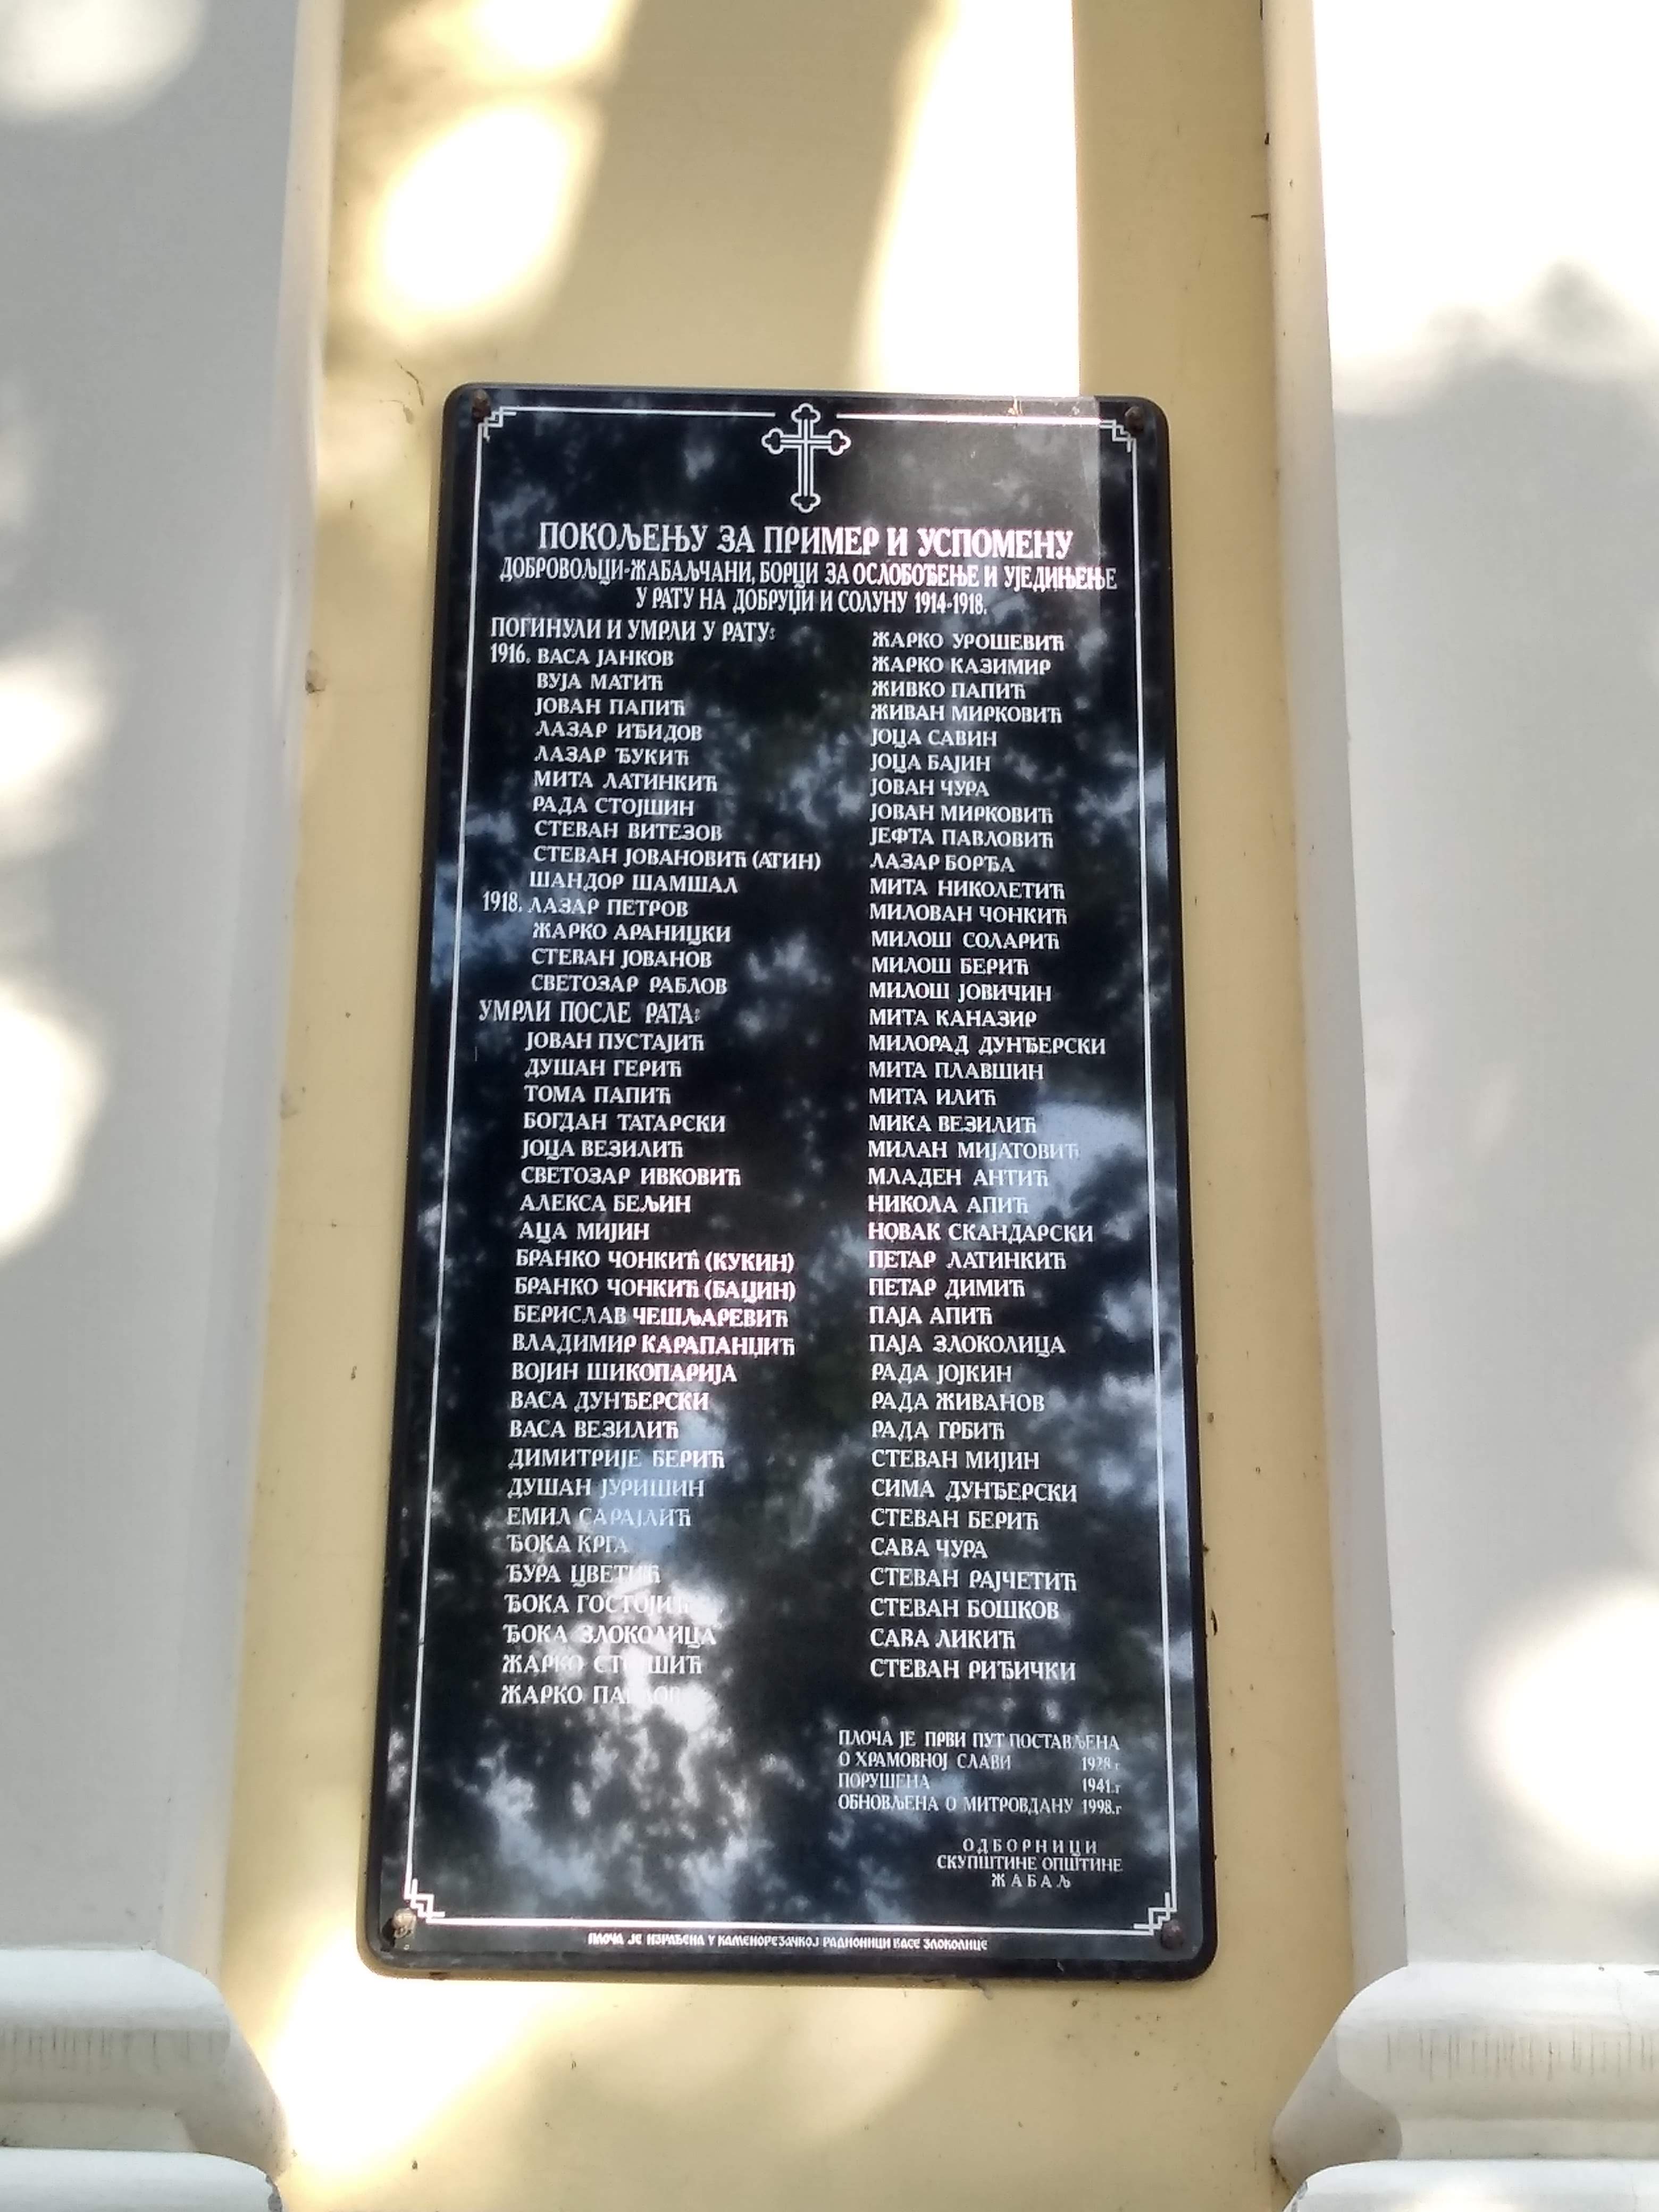 ПОКОЉЕЊУ ЗА ПРИМЕР И УСПОМЕНУ
ДОБРОВОЉЦИ-ЖАБАЉЧАНИ, БОРЦИ ЗА ОСЛОБОЂЕЊЕ И УЈЕДИЊЕЊЕ
У РАТУ НА ДОБРУЏИ И СОЛУНУ 1914-1918.
ПОГИНУЛИ И УМРЛИ У РАТУ:
1916. ВАСА ЈАНКОВ
ВУЈА МАТИЋ
ЈОВАН ПАПИЋ
ЛАЗАР ИЂИДОВ
ЛАЗАР ЂУКИЋ
МИТА ЛАТИНКИЋ
РАДА СТОЈШИН
СТЕВАН ВИТЕЗОВ
СТЕВАН ЈОВАНОВИЋ (АТИН)
ШАНДОР ШАМШАЛ
1918. ЛАЗАР ПЕТРОВ
ЖАРКО АРАНИЦКИ
СТЕВАН ЈОВАНОВ
СВЕТОЗАР РАБЛОВ
УМРЛИ ПОСЛЕ РАТА:
ЈОВАН ПУСТАЈИЋ
ДУШАН ГЕРИЋ
ТОМА ПАПИЋ
БОГДАН ТАТАРСКИ
ЈОЦА ВЕЗИЛИЋ
СВЕТОЗАР ИВКОВИЋ
АЛЕКСА БЕЉИН
АЦА МИЈИН
БРАНКО ЧОНКИЋ (КУКИН)
БРАНКО ЧОНКИЋ (БАЦИН)
БЕРИСЛАВ ЧЕШЉАРЕВИЋ
ВЛАДИМИР КАРАПАНЏИЋ
ВОЈИН ШИКОПАРИЈА
ВАСА ДУНЂЕРСКИ
ВАСА ВЕЗИЛИЋ
ДИМИТРИЈЕ БЕРИЋ
ДУШАН ЈУРИШИН
ЕМИЛ САРАЈЛИЋ
ЂОКА КРГА
ЂУРА ЦВЕТИЋ
ЂОКА ГОСТОЈИЋ
ЂОКА ЗЛОКОЛИЦА
ЖАРКО
ЖАРКО
ЖАРКО УРОШЕВИЋ
ЖАРКО КАЗИМИР
ЖИВКО ПАПИЋ
ЖИВАН МИРКОВИЋ
ЈОЦА САВИН
ЈОЦА БАЈИН
ЈОВАН ЧУРА
ЈОВАН МИРКОВИЋ
ЈЕФТА ПАВЛОВИЋ
ЛАЗАР БОРЂА
МИТА НИКОЛЕТИЋ
МИЛОВАН ЧОНКИЋ
МИЛОШ СОЛАРИЋ
МИЛОШ БЕРИЋ
МИЛОШ ЈОВИЧИН
МИТА КАНАЗИР
МИЛОРАД ДУНЂЕРСКИ
МИТА ПЛАВШИН
МИТА ИЛИЋ
МИКА ВЕЗИЛИЋ
МИЛАН МИЈАТОВИЋ
МЛАДЕН АНТИЋ
НИКОЛА АПИЋ
НОВАК СКАНДАРСКИ
ПЕТАР ЛАТИНКИЋ
ПЕТАР ДИМИЋ
ПАЈА АПИЋ
ПАЈА ЗЛОКОЛИЦА
РАДА ЈОЈКИН
РАДА ЖИВАНОВ
РАДА ГРБИЋ
СТЕВАН МИЈИН
СИМА ДУНЂЕРСКИ
СТЕВАН БЕРИЋ
САВА ЧУРА
СТЕВАН РАЈЧЕТИЋ
СТЕВАН БОШКОВ
САВА ЛИКИЋ
СТЕВАН РИЂИЧКИ
ПЛОЧА ЈЕ ПРВИ ПУТ ПОСТАВЉЕНА
О ХРАМОВНОЈ СЛАВИ 1928.г
ПОРУШЕНА 1941.г
ОБНОВЉЕНА О МИТРОВДАНУ 1998.г
ОДБОРНИЦИ
СКУПШТИНЕ ОПШТИНЕ
ЖАБАЉ
ПЛОЧА ЈЕ ИЗРАЂЕНА У КАМЕНОРЕЗАЧКОЈ РАДИОНИЦИ ВАСЕ ЗЛОКОЛИЦЕ